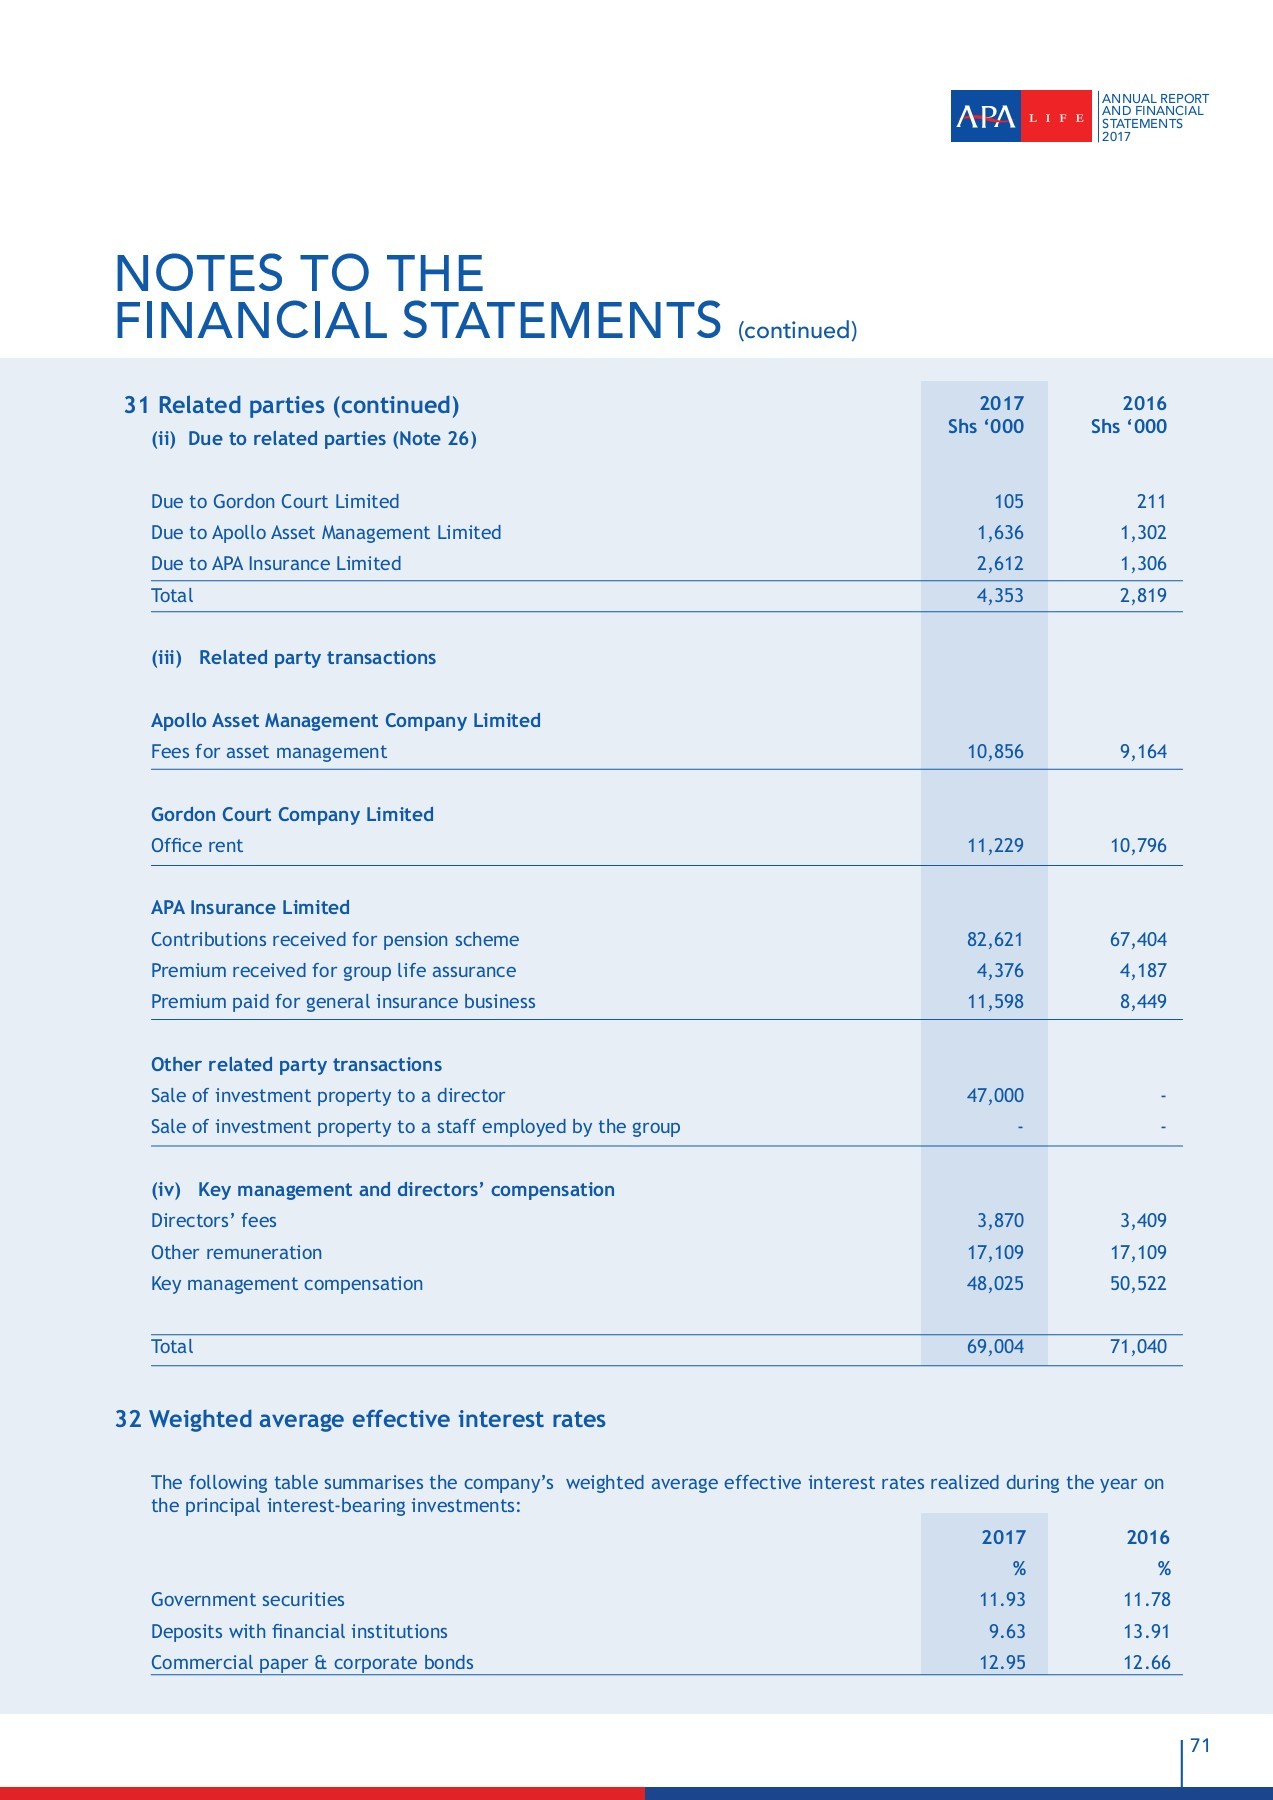 APA LIFE
ANNUAL REPORT
AND FINANCIAL
STATEMENTS
2017
NOTES TO THE
FINANCIAL STATEMENTS (continued)
31 Related parties (continued) 2017 2016
Shs ‘000 Shs ‘000
(ii) Due to related parties (Note 26)
Due to Gordon Court Limited 105 211
Due to Apollo Asset Management Limited 1,636 1,302
Due to APA Insurance Limited 2,612 1,306
Total 4,353 2,819
(iii) Related party transactions
Apollo Asset Management Company Limited
Fees for asset management 10,856 9,164
Gordon Court Company Limited
Office rent 11,229 10,796
APA Insurance Limited
Contributions received for pension scheme 82,621 67,404
Premium received for group life assurance 4,376 4,187
Premium paid for general insurance business 11,598 8,449
Other related party transactions
Sale of investment property to a director 47,000 -
Sale of investment property to a staff employed by the group - -
(iv) Key management and directors’ compensation
Directors’ fees 3,870 3,409
Other remuneration 17,109 17,109
Key management compensation 48,025 50,522
Total 69,004 71,040
32 Weighted average effective interest rates
The following table summarises the company’s weighted average effective interest rates realized during the year on
the principal interest-bearing investments:
2017 2016
% %
Government securities 11.93 11.78
Deposits with financial institutions 9.63 13.91
Commercial paper & corporate bonds 12.95 12.66
71